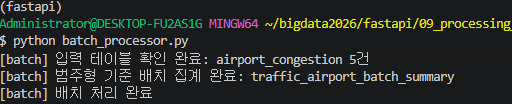 (fastapi)
Administrator@DESKTOP-FU2AS1G MINGW64 ~/bigdata2026/fastapi/09_processing_
$ python batch_processor.py
[batch] 입력 테이블 확인 완료: airport_congestion 5건
[batch] 범주형 기준 배치 집계 완료: traffic_airport_batch_summary
[batch] 배치 처리 완료